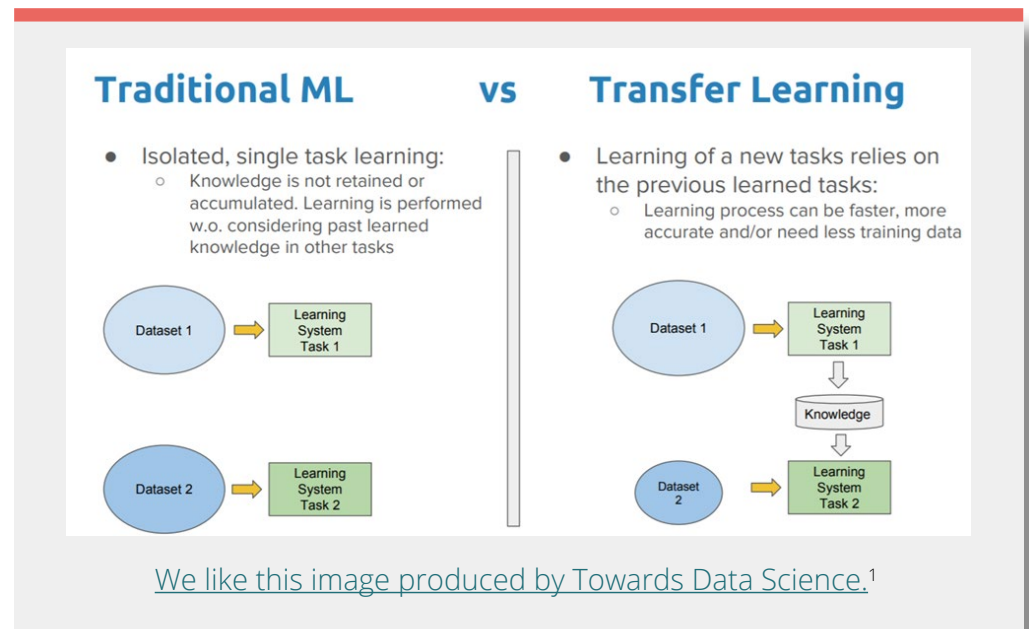 Traditional ML vs Transfer Learning
● Isolated, single task learning:
○ Knowledge is not retained or
accumulated. Learning is performed
w.o. considering past learned
knowledge in other tasks
Dataset 1
Learning
System
Task 1
Dataset 2
Learning
System
Task 2
● Learning of a new tasks relies on
the previous learned tasks:
○ Learning process can be faster, more
accurate and/or need less training data
Dataset 1
Learning
System
Task 1
Knowledge
Dataset
2
Learning
System
Task 2
We like this image produced by Towards Data Science.¹